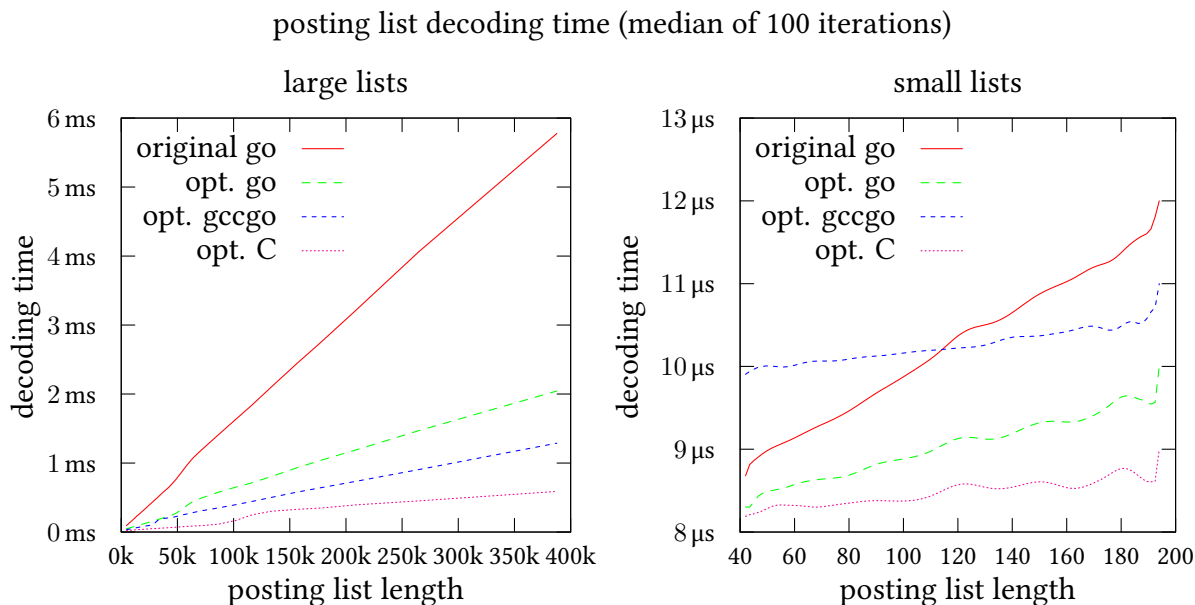 posting list decoding time (median of 100 iterations)
large lists
6 ms
5 ms
4 ms
3 ms
2 ms
1 ms
0 ms
decoding time
original go
opt. go
opt. gccgo
opt. C
0k 50k 100k 150k 200k 250k 300k 350k 400k
posting list length
small lists
13 µs
12 µs
11 µs
10 µs
9 µs
8 µs
decoding time
original go
opt. go
opt. gccgo
opt. C
40 60 80 100 120 140 160 180 200
posting list length